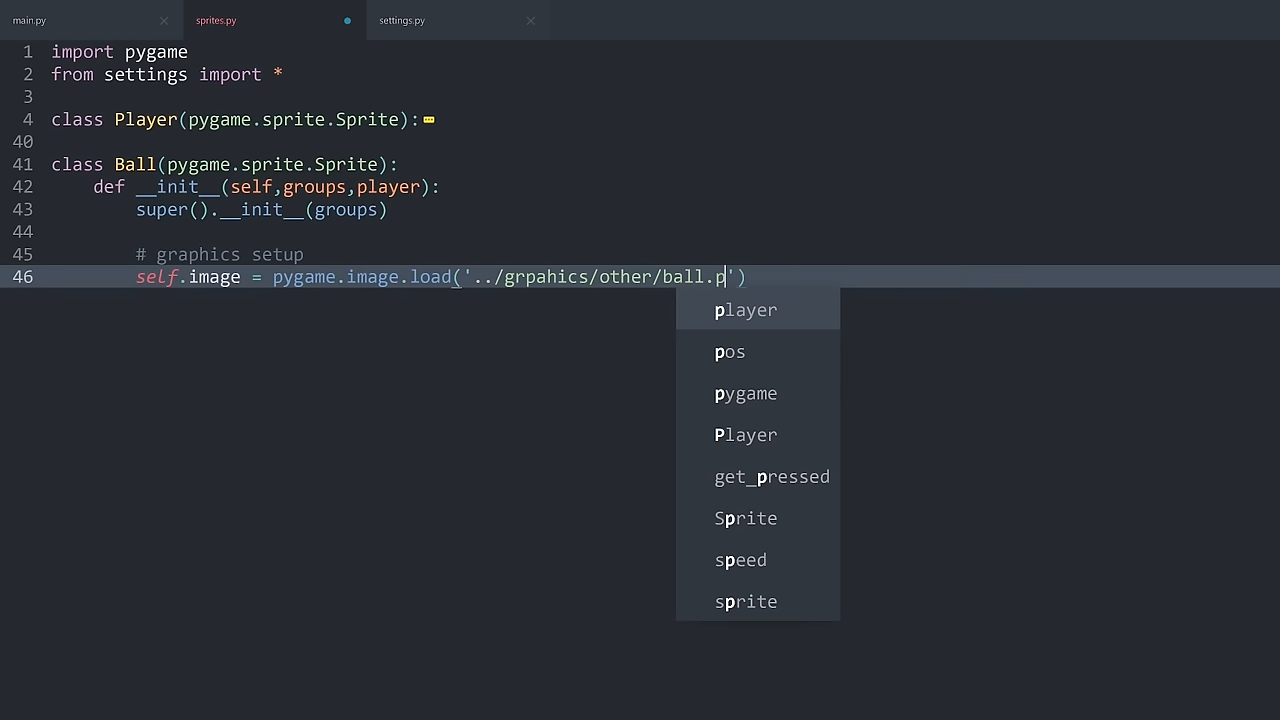 main.py
sprites.py
settings.py
1 import pygame
2 from settings import *
3
4 class Player(pygame.sprite.Sprite):
40
41 class Ball(pygame.sprite.Sprite):
42 def __init__(self,groups,player):
43 super().__init__(groups)
44
45 # graphics setup
46 self.image = pygame.image.load('../grpahics/other/ball.p')
player
pos
pygame
Player
get_pressed
Sprite
speed
sprite